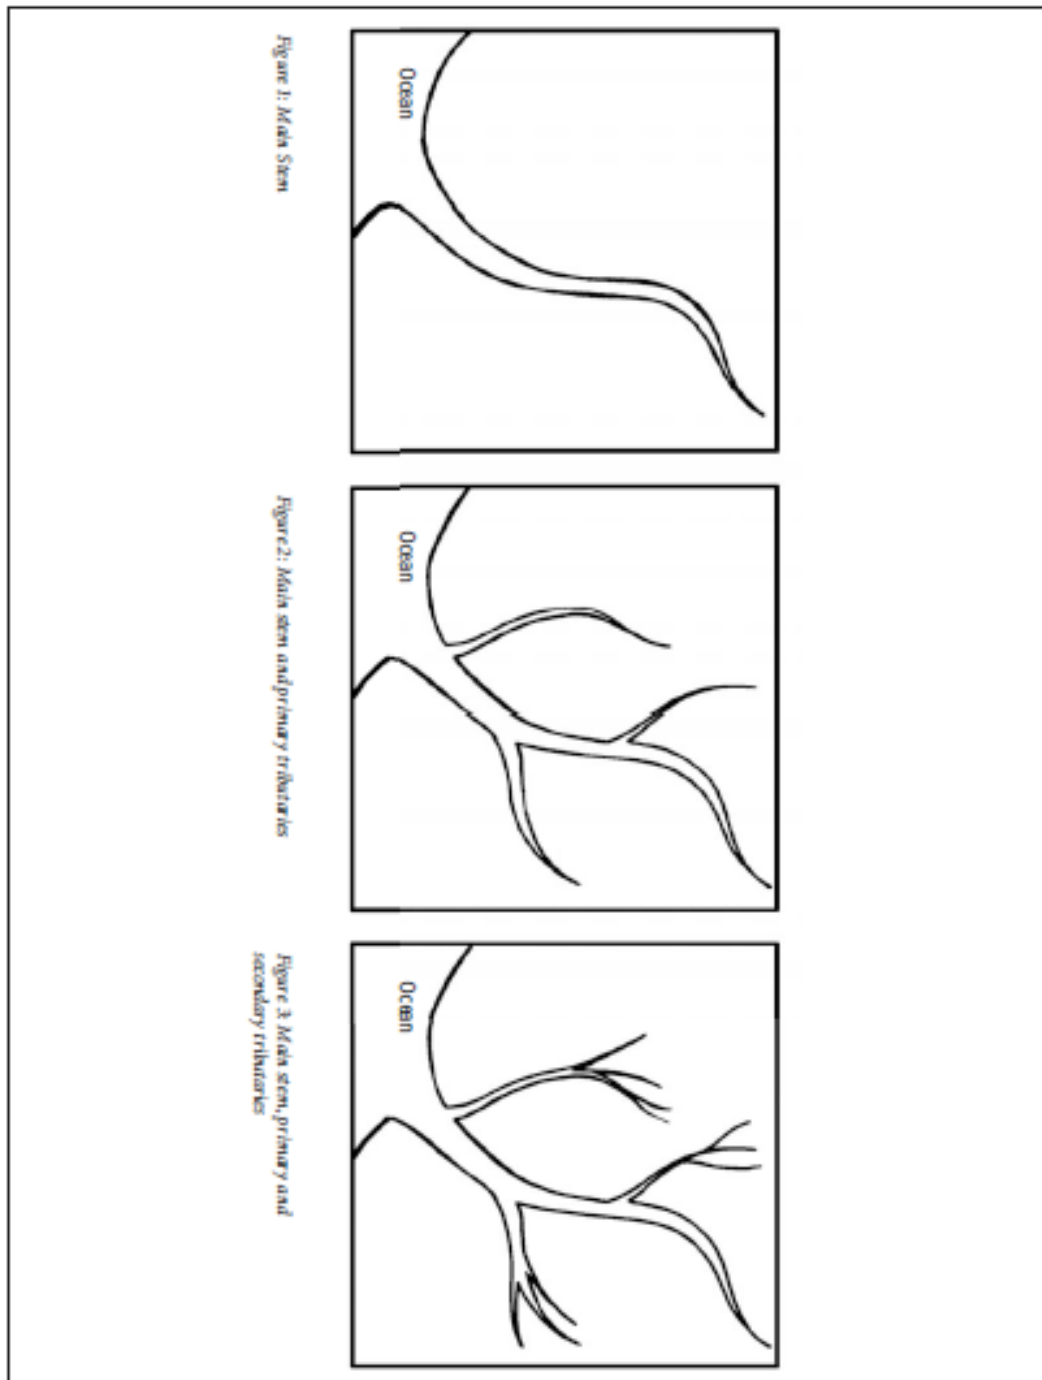 Ocean
Figure 1: Main Stem
Ocean
Figure 2: Main stem and primary tributaries
Ocean
Figure 3: Main stem, primary and
secondary tributaries